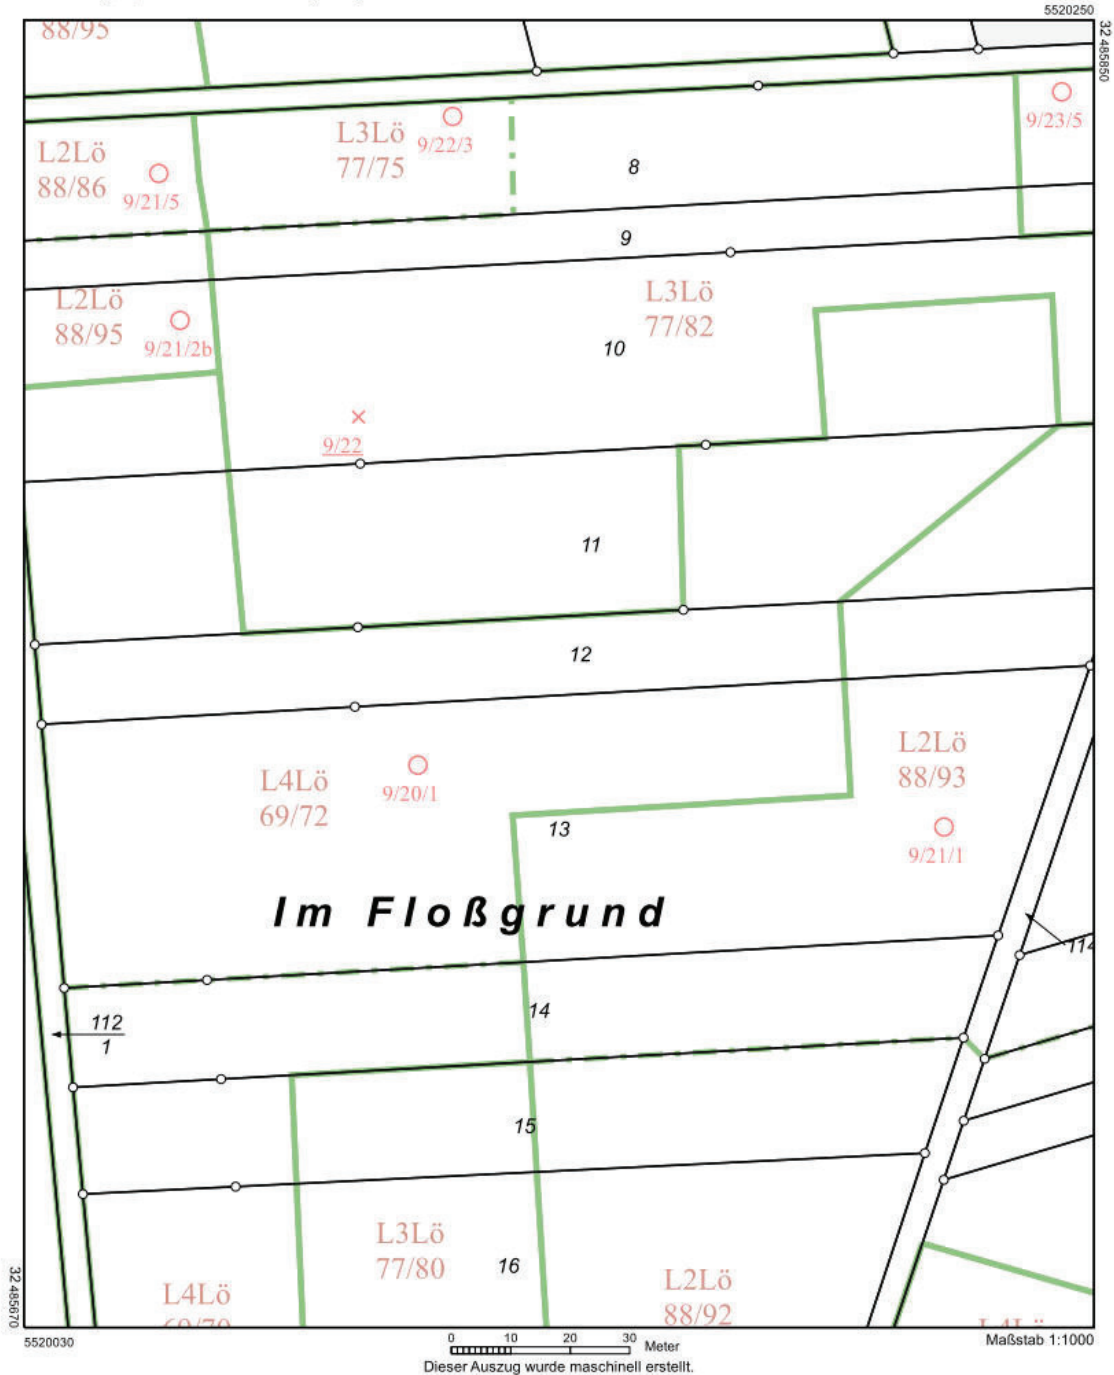 5520250
32 485850
88/95
L2Lö
88/86
9/21/5
L3Lö
77/75
9/22/3
8
9/23/5
9
L2Lö
88/95
9/21/2b
L3Lö
77/82
10
9/22
11
12
L4Lö
69/72
9/20/1
13
L2Lö
88/93
9/21/1
Im Floßgrund
114
14
112
1
15
L3Lö
77/80
16
L4Lö
L2Lö
88/92
L4Lö
32 485670
5520030
0 10 20 30 Meter
Maßstab 1:1000
Dieser Auszug wurde maschinell erstellt.